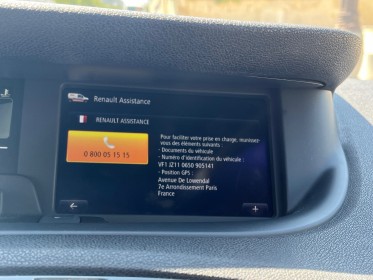 Renault Assistance
RENAULT ASSISTANCE
0 800 05 15 15
Pour faciliter votre prise en charge, munissez-
vous des éléments suivants :
- Documents du véhicule
- Numéro d'identification du véhicule :
VF1 JZ11 0650 905141
- Position GPS :
Avenue De Lowendal
7e Arrondissement Paris
France